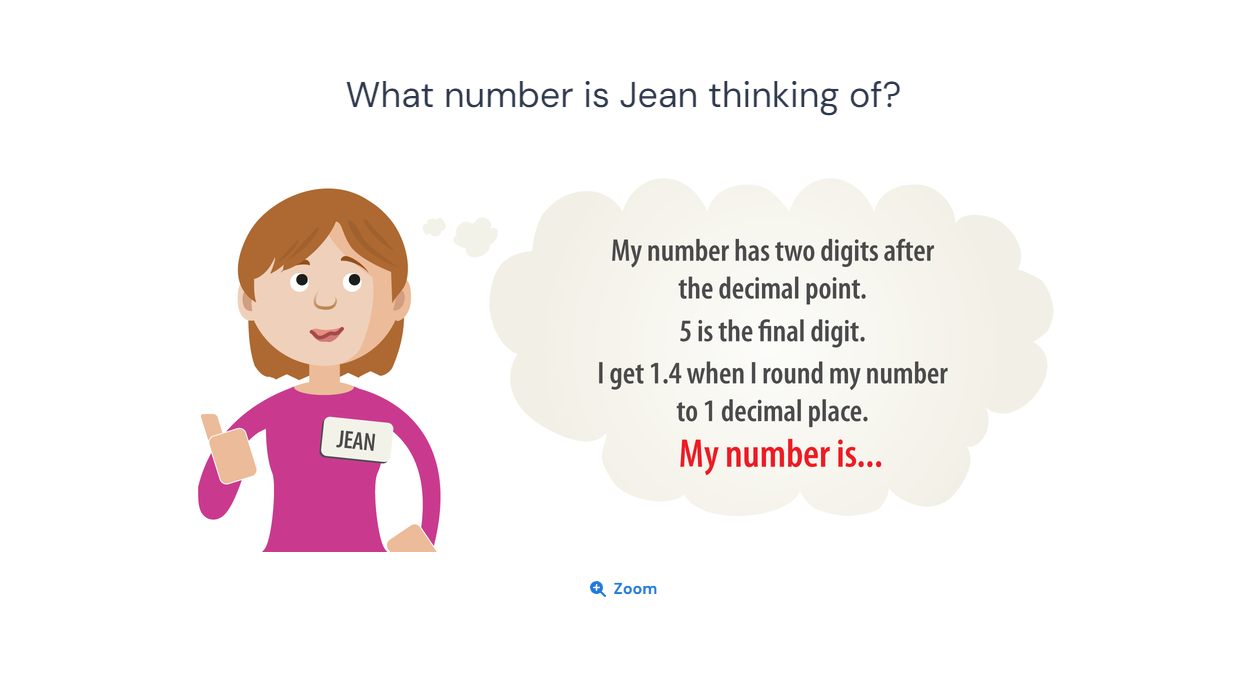 What number is Jean thinking of?
My number has two digits after
the decimal point.
5 is the final digit.
I get 1.4 when I round my number
to 1 decimal place.
My number is...
JEAN
Zoom